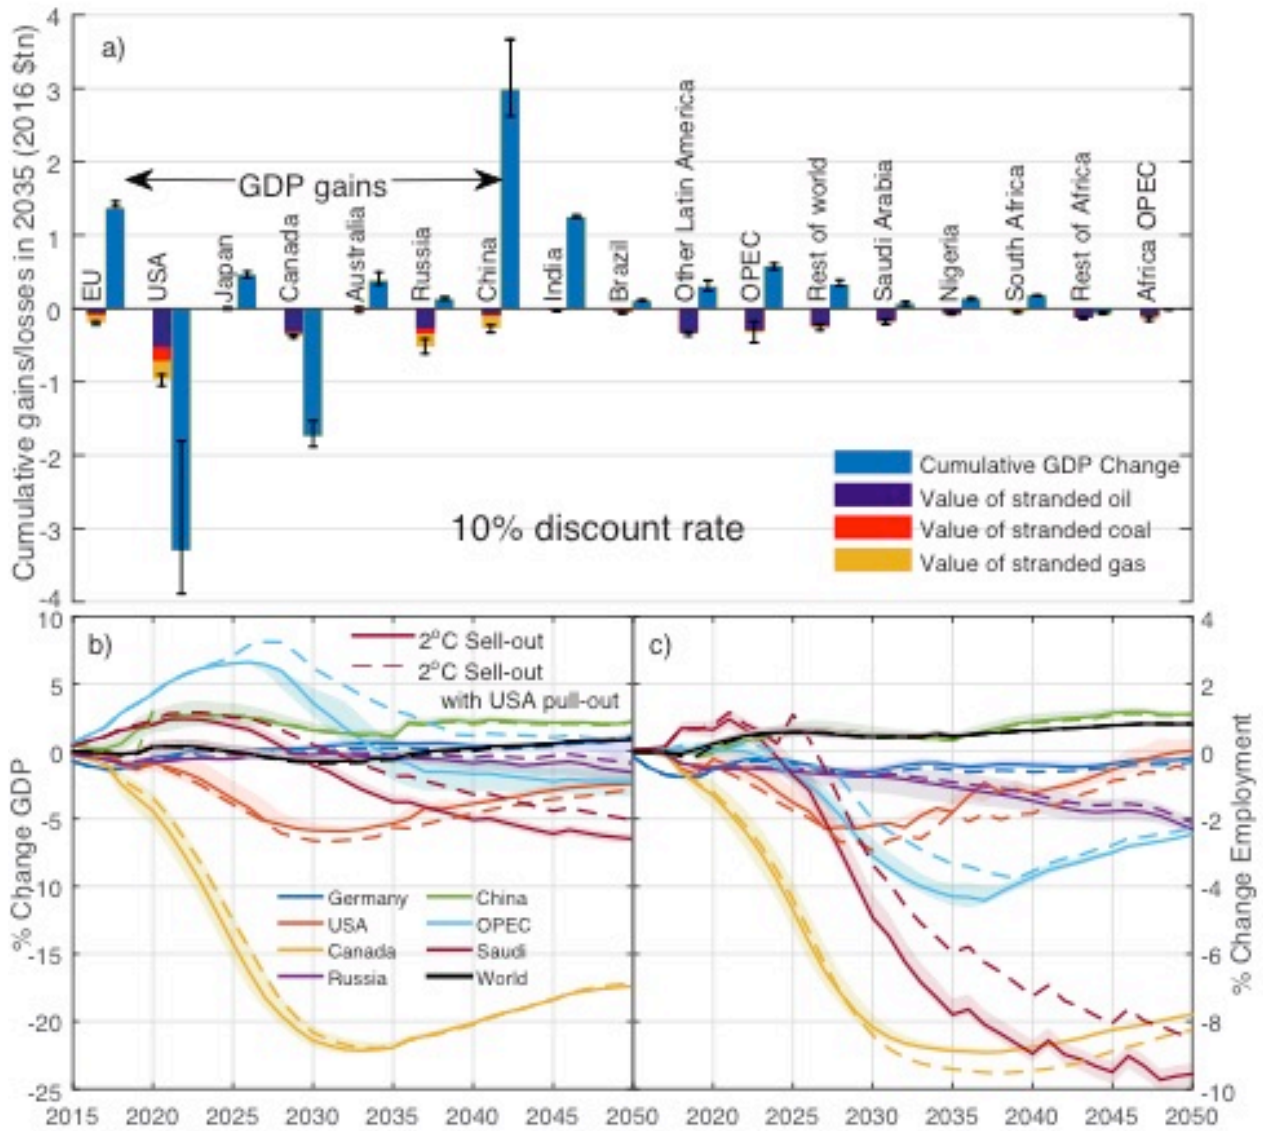 a)
Cumulative gains/losses in 2035 (2016 $tn)
4
3
2
1
0
-1
-2
-3
-4
GDP gains
EU
USA
Japan
Canada
Australia
Russia
China
India
Brazil
Other Latin America
OPEC
Rest of world
Saudi Arabia
Nigeria
South Africa
Rest of Africa
Africa OPEC
10% discount rate
Cumulative GDP Change
Value of stranded oil
Value of stranded coal
Value of stranded gas
b)
% Change GDP
10
5
0
-5
-10
-15
-20
-25
2°C Sell-out
2°C Sell-out
with USA pull-out
Germany
USA
Canada
Russia
China
OPEC
Saudi
World
2015 2020 2025 2030 2035 2040 2045 2050
c)
4
2
0
-2
-4
-6
-8
-10
% Change Employment
2020 2025 2030 2035 2040 2045 2050